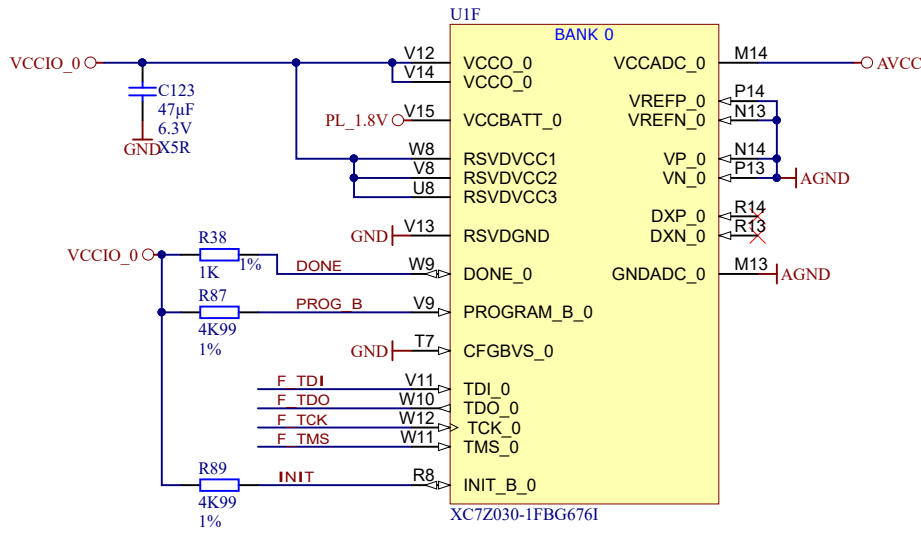 U1F
BANK 0
VCCIO_0
V12
VCCO_0
VCCADC_0
M14
AVCC
V14
VCCO_0
C123
47µF
6.3V
X5R
GND
PL_1.8V
V15
VCCBATT_0
VREFP_0
P14
VREFN_0
N13
W8
RSVDVCC1
VP_0
N14
V8
RSVDVCC2
VN_0
P13
AGND
U8
RSVDVCC3
DXP_0
R14
GND
V13
RSVDGND
DXN_0
R13
VCCIO_0
R38
1K
1%
DONE
W9
DONE_0
GNDADC_0
M13
AGND
R87
4K99
1%
PROG_B
V9
PROGRAM_B_0
GND
T7
CFGBVS_0
F_TDI
V11
TDI_0
F_TDO
W10
TDO_0
F_TCK
W12
TCK_0
F_TMS
W11
TMS_0
R89
4K99
1%
INIT
R8
INIT_B_0
XC7Z030-1FBG676I